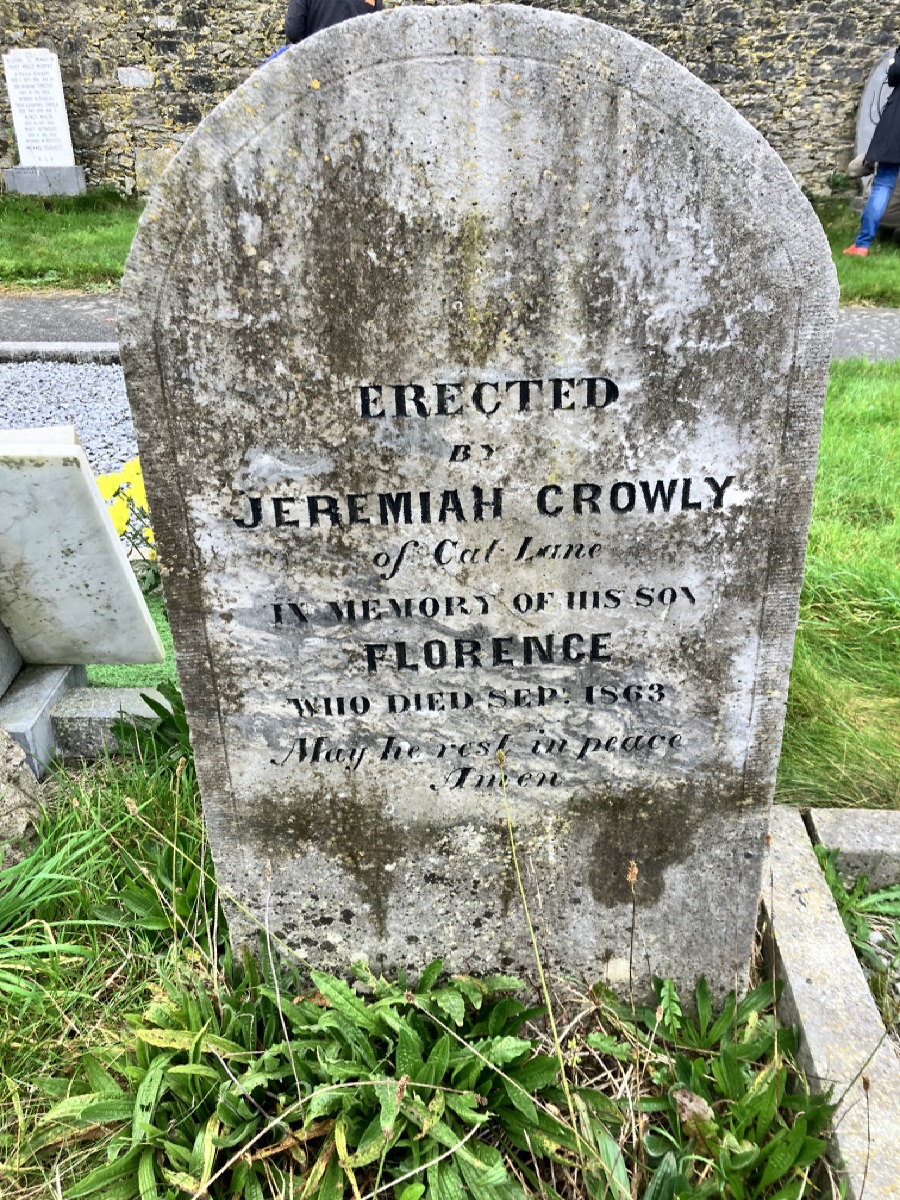 ERECTED
BY
JEREMIAH CROWLY
of Cat Lane
IN MEMORY OF HIS SON
FLORENCE
WHO DIED SEP: 1863
May he rest in peace
Amen